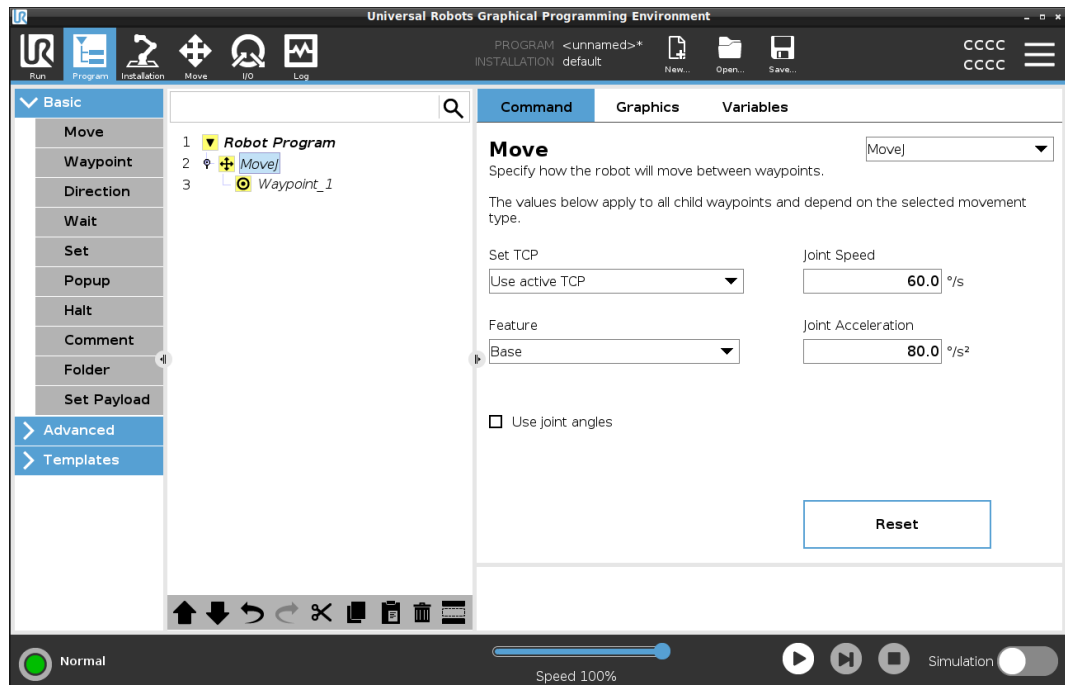 Universal Robots Graphical Programming Environment
Run
Program
Installation
Move
I/O
Log
PROGRAM <unnamed>*
INSTALLATION default
New...
Open...
Save...
CCCC
CCCC
Basic
Move
Waypoint
Direction
Wait
Set
Popup
Halt
Comment
Folder
Set Payload
Advanced
Templates
1 Robot Program
2 MoveJ
3 Waypoint_1
Command Graphics Variables
Move
MoveJ
Specify how the robot will move between waypoints.
The values below apply to all child waypoints and depend on the selected movement
type.
Set TCP
Joint Speed
Use active TCP
60.0 °/s
Feature
Joint Acceleration
Base
80.0 °/s²
Use joint angles
Reset
Normal
Speed 100%
Simulation